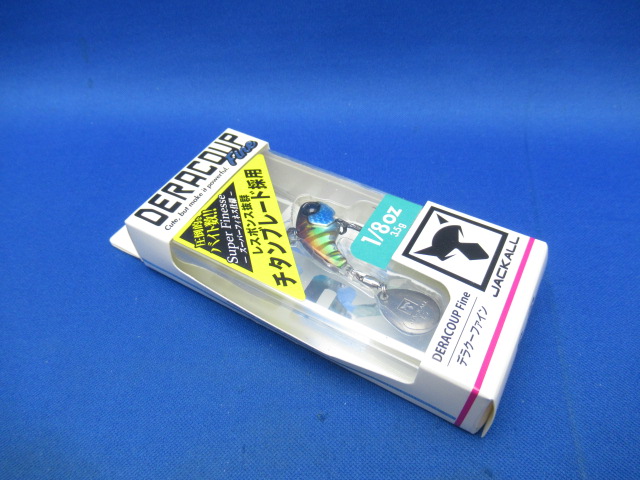 DERACOUP
Fine
Cute, but make it powerful.
圧倒的バイト数!!
Super Finesse
– スーパーフィネス仕様 –
レスポンス抜群
チタンブレード採用
1/8oz
3.5g
JACKALL
DERACOUP Fine
デラクーファイン